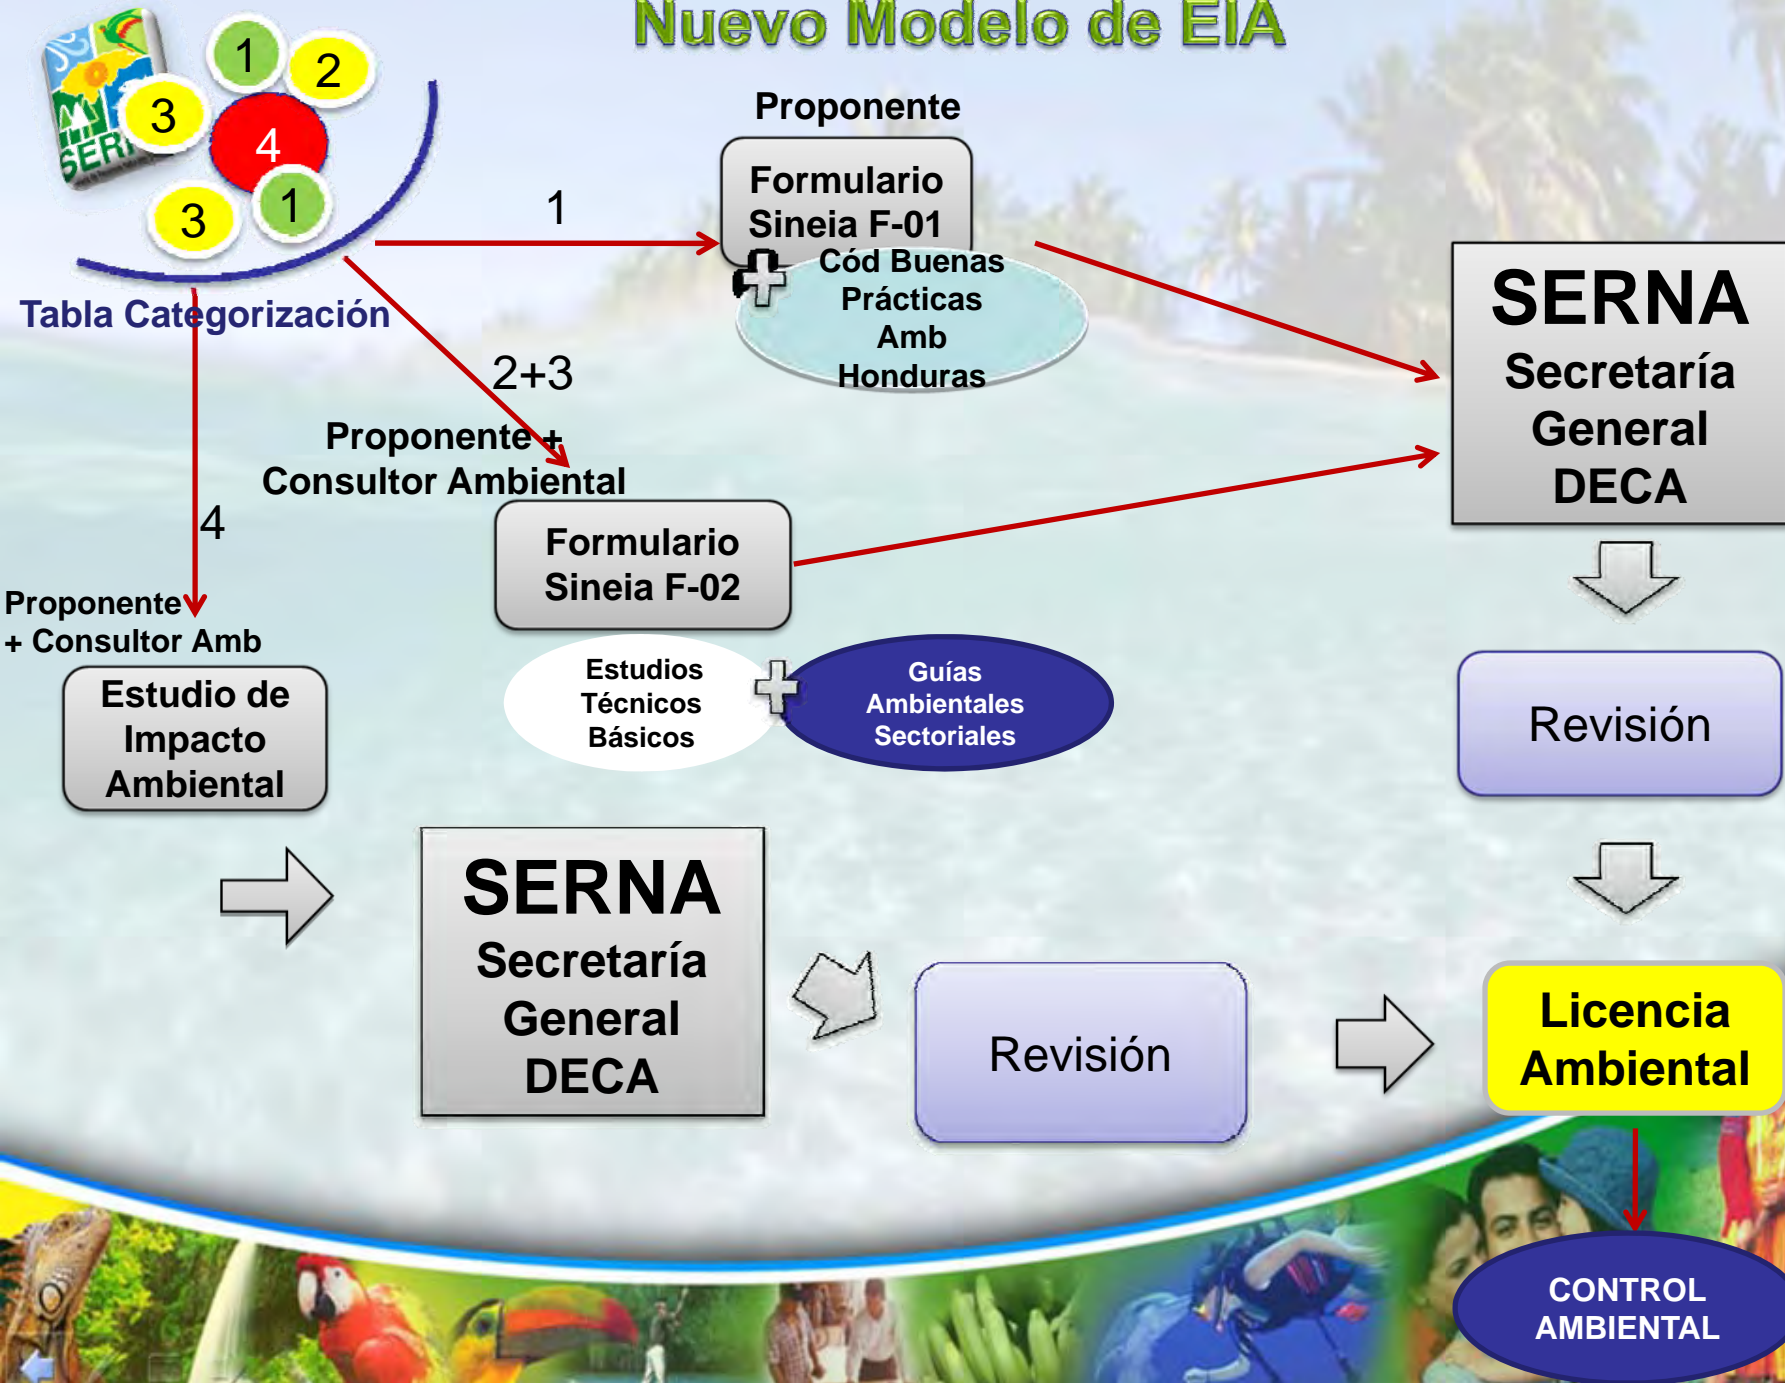 Nuevo Modelo de EIA
1
2
3
4
3
1
SER
Tabla Categorización
1
2+3
4
Proponente
Formulario
Sineia F-01
Cód Buenas
Prácticas
Amb
Honduras
Proponente +
Consultor Ambiental
Formulario
Sineia F-02
Estudios
Técnicos
Básicos
Guías
Ambientales
Sectoriales
Proponente
+ Consultor Amb
Estudio de
Impacto
Ambiental
SERNA
Secretaría
General
DECA
Revisión
SERNA
Secretaría
General
DECA
Revisión
Licencia
Ambiental
CONTROL
AMBIENTAL